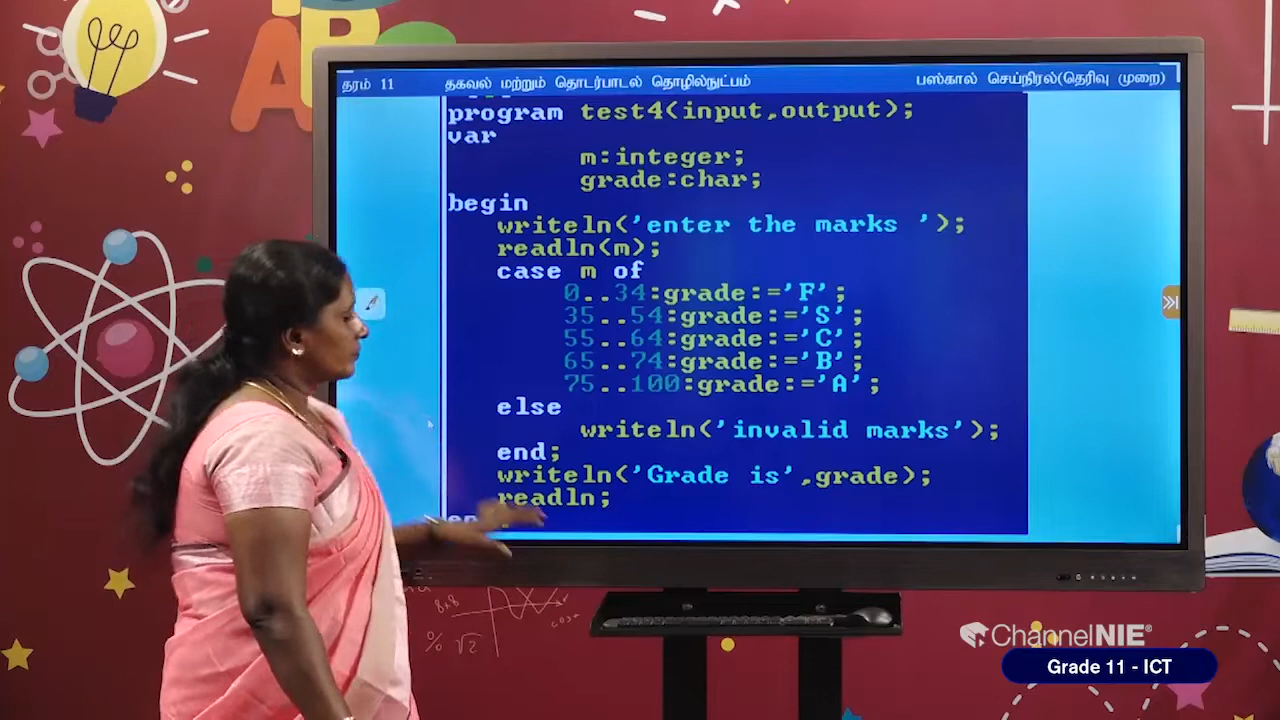 தரம் 11 தகவல் மற்றும் தொடர்பாடல் தொழில்நுட்பம் பஸ்கால் செய்நிரல்(தெரிவு முறை)
program test4(input,output);
var
m:integer;
grade:char;
begin
writeln('enter the marks ');
readln(m);
case m of
0..34:grade:='F';
35..54:grade:='S';
55..64:grade:='C';
65..74:grade:='B';
75..100:grade:='A';
else
writeln('invalid marks');
end;
writeln('Grade is',grade);
readln;
ChannelNIE®
Grade 11 - ICT
% √2